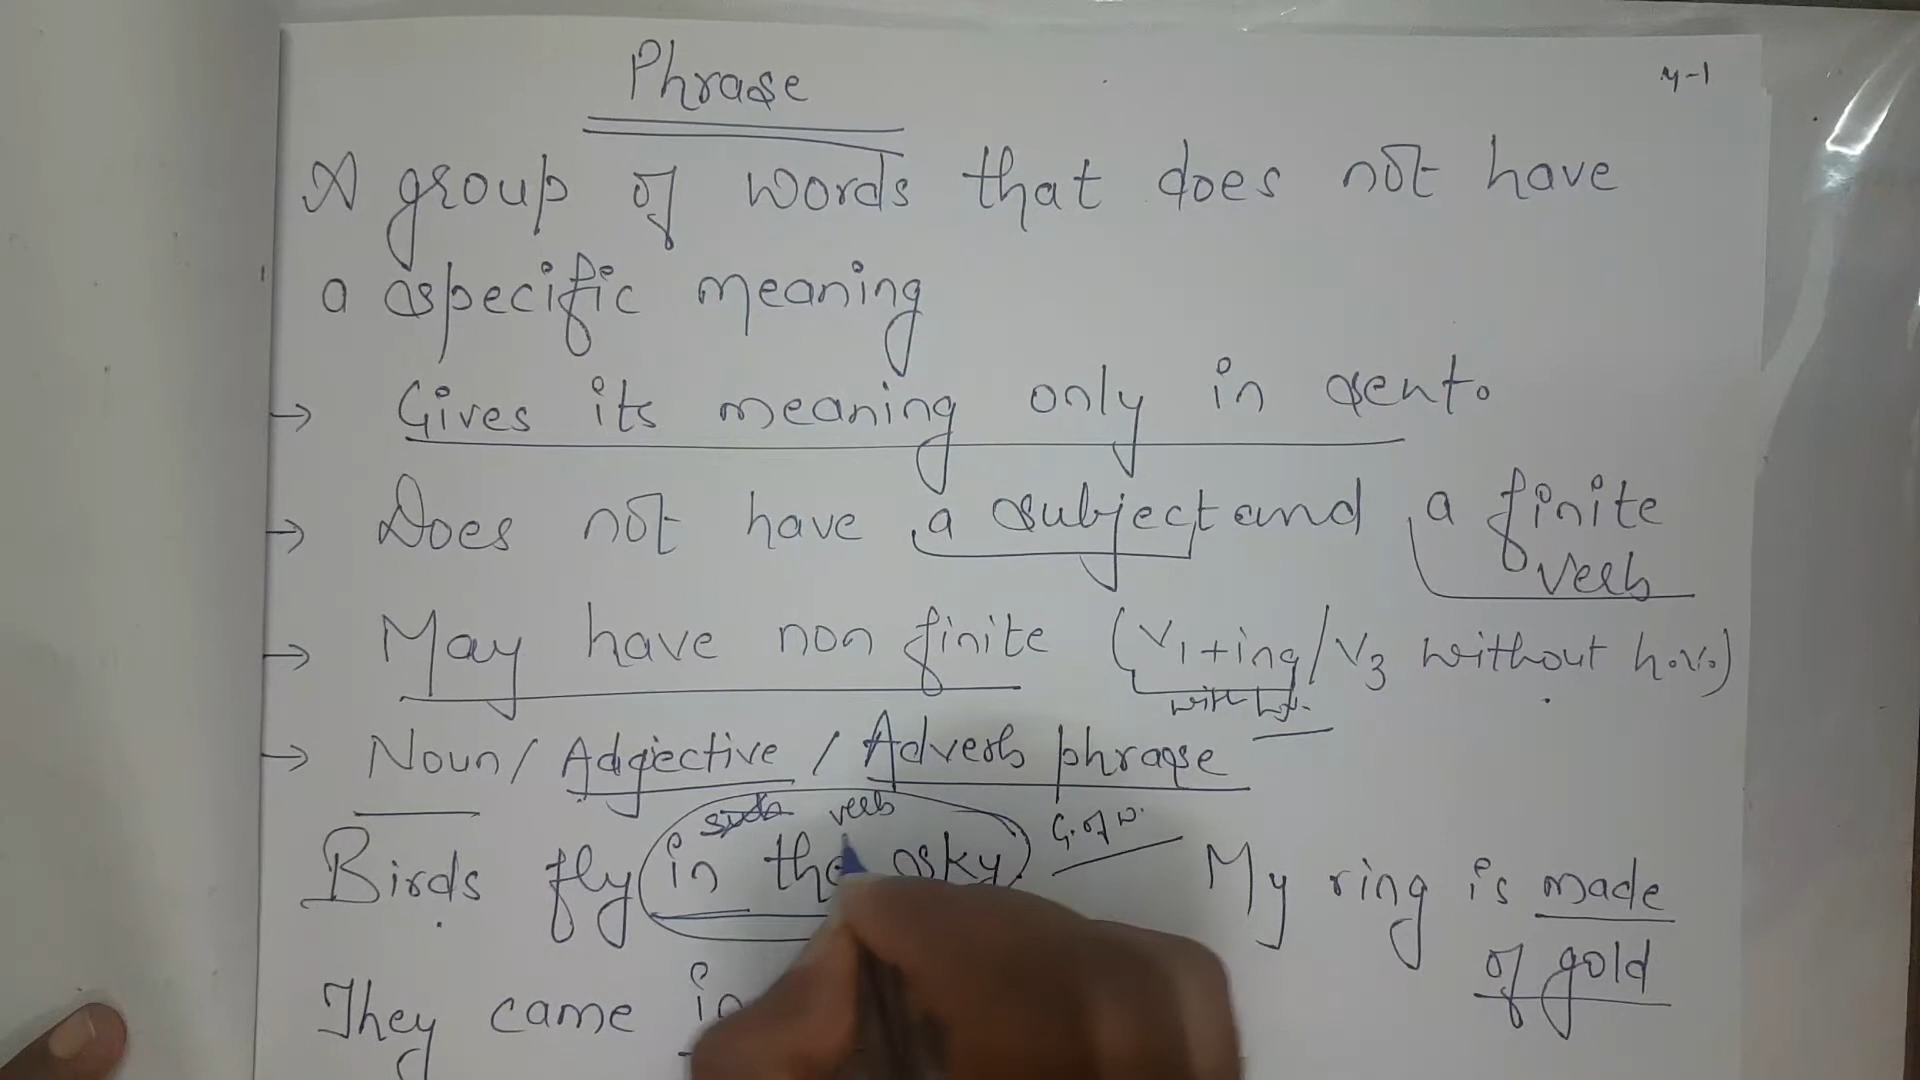 Phrase
A group of words that does not have
a specific meaning
→ Gives its meaning only in sent.
→ Does not have a subject and a finite
verb
→ May have non finite (V1+ing/V3 without h.v.)
→ Noun / Adjective / Adverb phrase
verb
G. of w.
Birds fly in the sky.
My ring is made
of gold
They came in